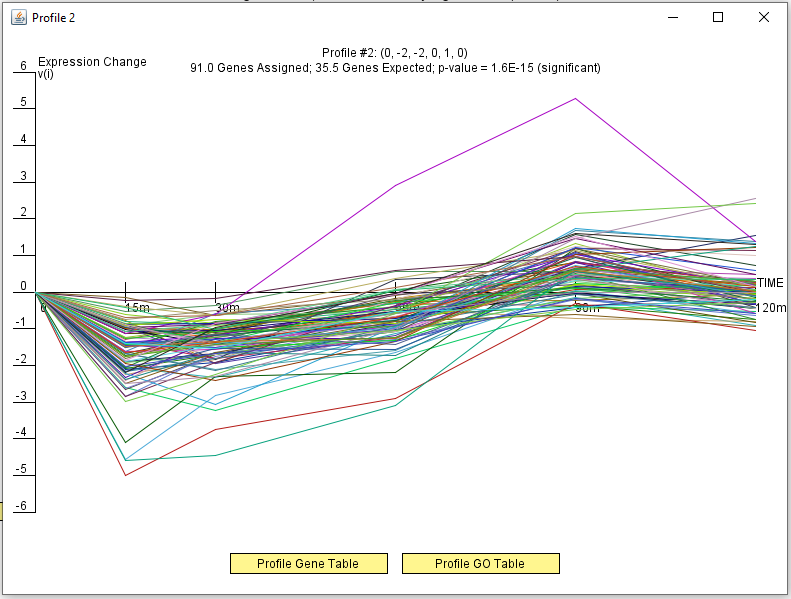 Profile 2
Profile #2: (0, -2, -2, 0, 1, 0)
91.0 Genes Assigned; 35.5 Genes Expected; p-value = 1.6E-15 (significant)
Expression Change
v(i)
6
5
4
3
2
1
0
-1
-2
-3
-4
-5
-6
0
15m
30m
90m
TIME
120m
Profile Gene Table
Profile GO Table